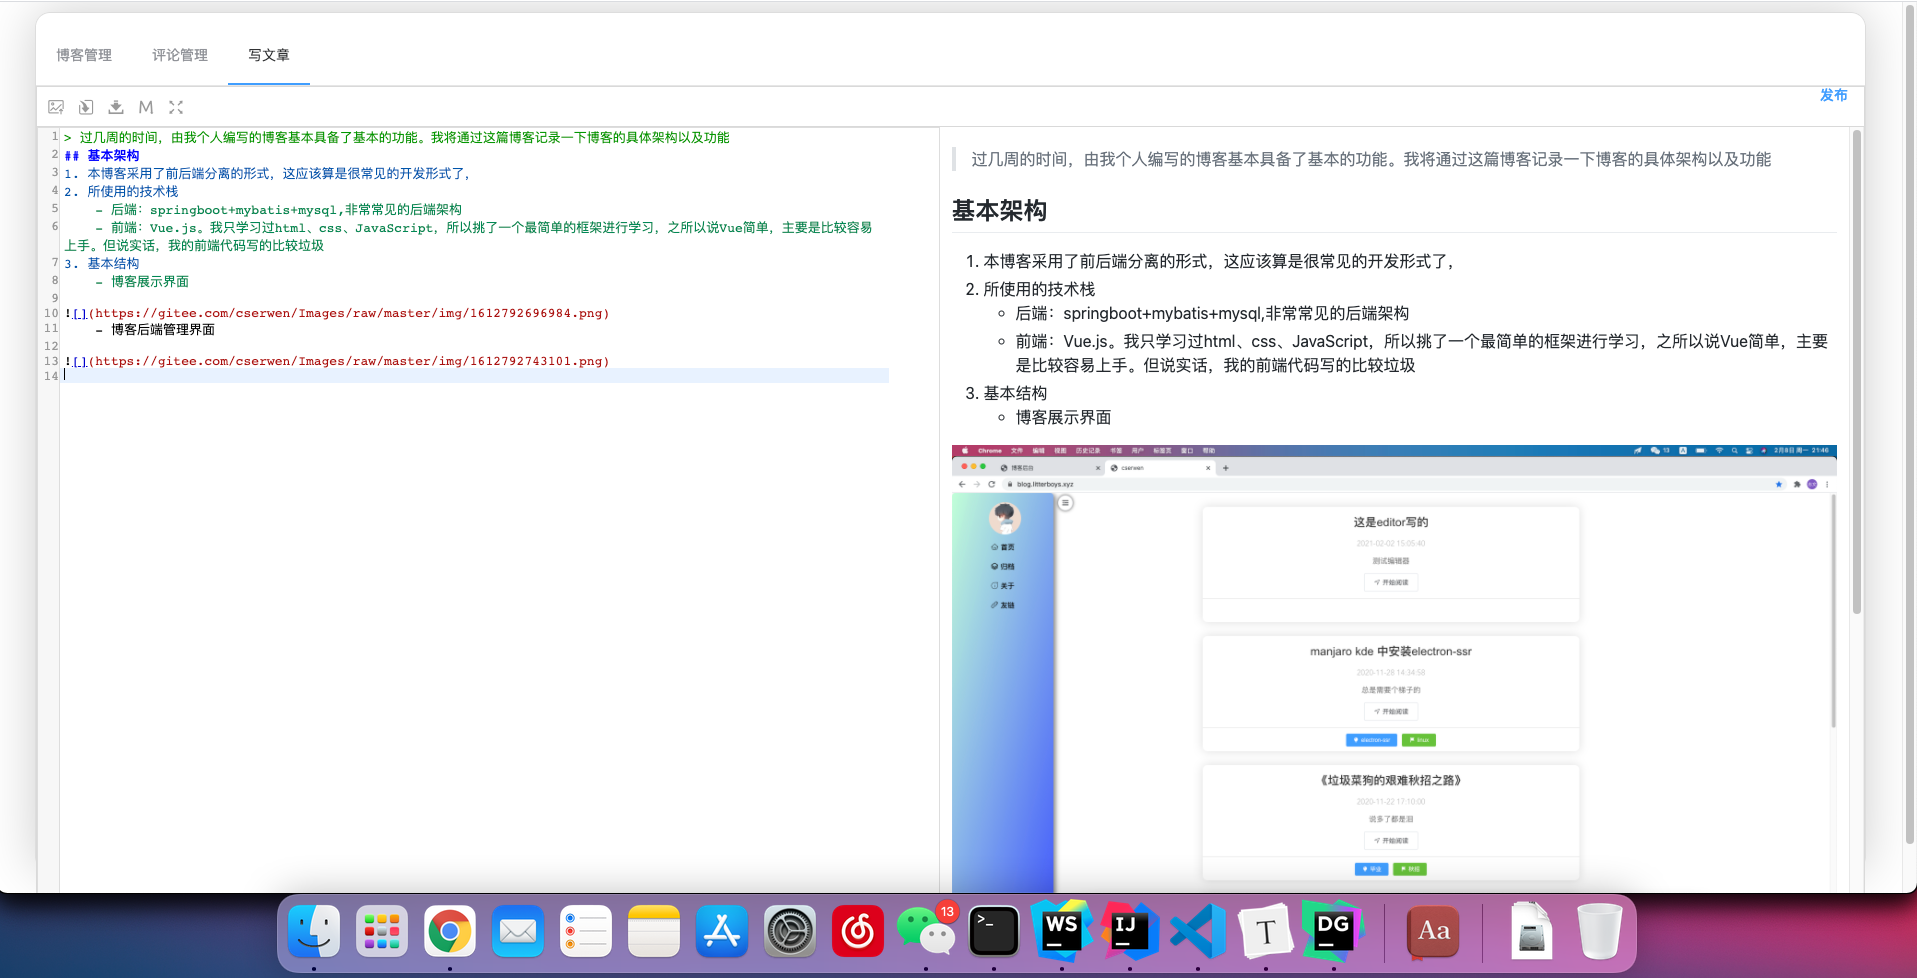 博客管理 评论管理 写文章
发布
1 > 过几周的时间，由我个人编写的博客基本具备了基本的功能。我将通过这篇博客记录一下博客的具体架构以及功能
2 ## 基本架构
3 1. 本博客采用了前后端分离的形式，这应该算是很常见的开发形式了，
4 2. 所使用的技术栈
5 - 后端：springboot+mybatis+mysql,非常常见的后端架构
6 - 前端：Vue.js。我只学习过html、css、JavaScript，所以挑了一个最简单的框架进行学习，之所以说Vue简单，主要是比较容易
上手。但说实话，我的前端代码写的比较垃圾
7 3. 基本结构
8 - 博客展示界面
9
10 ![](https://gitee.com/cserwen/Images/raw/master/img/1612792696984.png)
11 - 博客后端管理界面
12
13 ![](https://gitee.com/cserwen/Images/raw/master/img/1612792743101.png)
14
过几周的时间，由我个人编写的博客基本具备了基本的功能。我将通过这篇博客记录一下博客的具体架构以及功能
基本架构
1. 本博客采用了前后端分离的形式，这应该算是很常见的开发形式了，
2. 所使用的技术栈
后端：springboot+mybatis+mysql,非常常见的后端架构
前端：Vue.js。我只学习过html、css、JavaScript，所以挑了一个最简单的框架进行学习，之所以说Vue简单，主要
是比较容易上手。但说实话，我的前端代码写的比较垃圾
3. 基本结构
博客展示界面
Chrome 文件 编辑 视图 历史记录 书签 用户 标签页 窗口 帮助 13 A 2月8日 周一 21:46
博客后台 cserwen
blog.litterboys.xyz
首页
归档
关于
友链
这是editor写的
2021-02-02 15:05:40
测试编辑器
开始阅读
manjaro kde 中安装electron-ssr
2020-11-28 14:34:58
总是需要个梯子的
开始阅读
electron-ssr linux
《垃圾菜狗的艰难秋招之路》
2020-11-22 17:10:00
说多了都是泪
开始阅读
毕业 秋招
13
>_ WS IJ T DG Aa